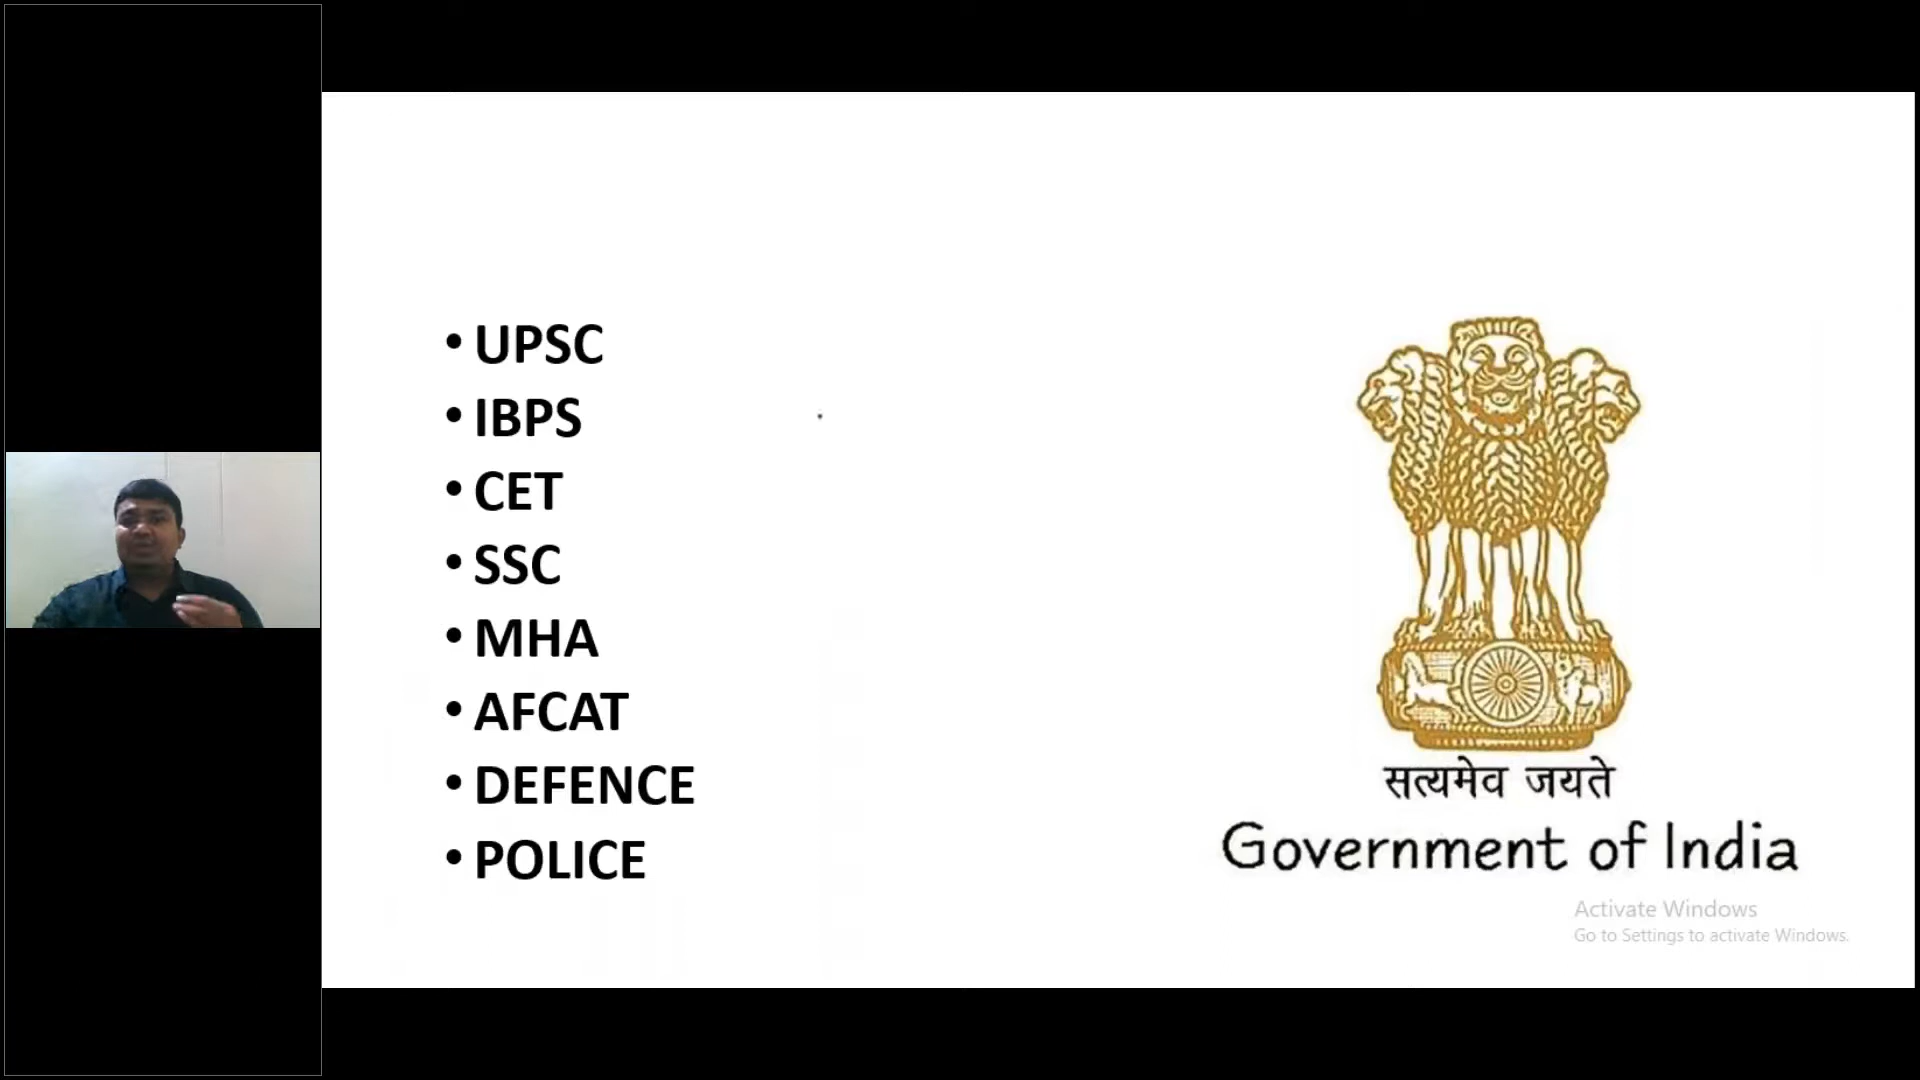 • UPSC
• IBPS
• CET
• SSC
• MHA
• AFCAT
• DEFENCE
• POLICE
सत्यमेव जयते
Government of India
Activate Windows
Go to Settings to activate Windows.